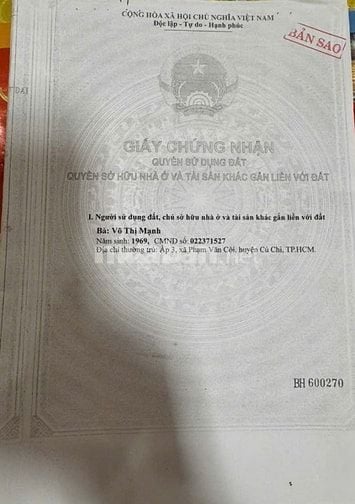 CỘNG HÒA XÃ HỘI CHỦ NGHĨA VIỆT NAM
Độc lập - Tự do - Hạnh phúc
BẢN SAO
GIẤY CHỨNG NHẬN
QUYỀN SỬ DỤNG ĐẤT
QUYỀN SỞ HỮU NHÀ Ở VÀ TÀI SẢN KHÁC GẮN LIỀN VỚI ĐẤT
I. Người sử dụng đất, chủ sở hữu nhà ở và tài sản khác gắn liền với đất
Bà: Võ Thị Mạnh
Năm sinh: 1969, CMND số: 022371527
Địa chỉ thường trú: Ấp 3, xã Phạm Văn Cội, huyện Củ Chi, TP.HCM.
BH 600270